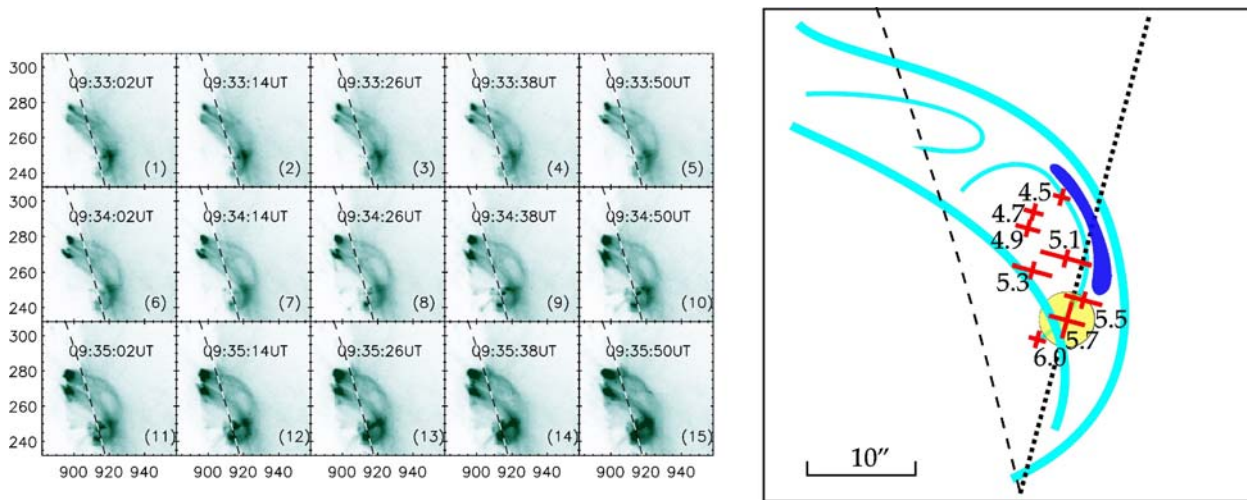 300
280
260
240
09:33:02UT
09:33:14UT
09:33:26UT
09:33:38UT
09:33:50UT
(1)
(2)
(3)
(4)
(5)
300
280
260
240
09:34:02UT
09:34:14UT
09:34:26UT
09:34:38UT
09:34:50UT
(6)
(7)
(8)
(9)
(10)
300
280
260
240
09:35:02UT
09:35:14UT
09:35:26UT
09:35:38UT
09:35:50UT
(11)
(12)
(13)
(14)
(15)
900 920 940
900 920 940
900 920 940
900 920 940
900 920 940
4.5
4.7
4.9
5.1
5.3
5.5
5.7
6.0
10"